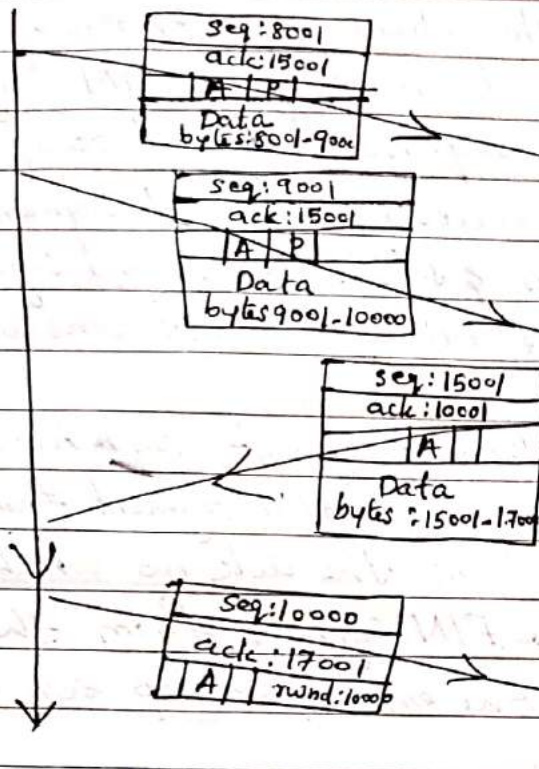 seq:8001
ack:15001
A P
Data
bytes:8001-9000
seq: 9001
ack:15001
A P
Data
bytes 9001-10000
seq:15001
ack:10001
A
Data
bytes:15001-1700
Seq:10000
ack:17001
A rwnd:10000